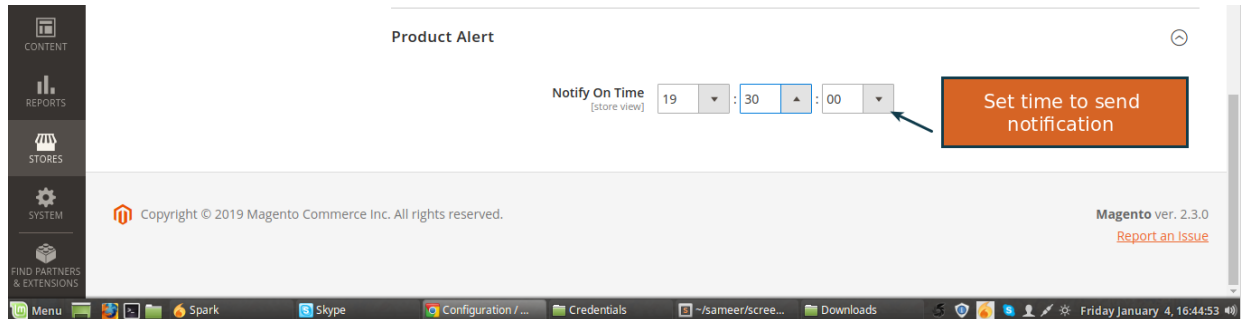 CONTENT
REPORTS
STORES
SYSTEM
FIND PARTNERS
& EXTENSIONS
Product Alert
Notify On Time
[store view]
19 : 30 : 00
Set time to send
notification
Copyright © 2019 Magento Commerce Inc. All rights reserved.
Magento ver. 2.3.0
Report an Issue
Menu Spark Skype Configuration /... Credentials ~/sameer/scree... Downloads Friday January 4, 16:44:53